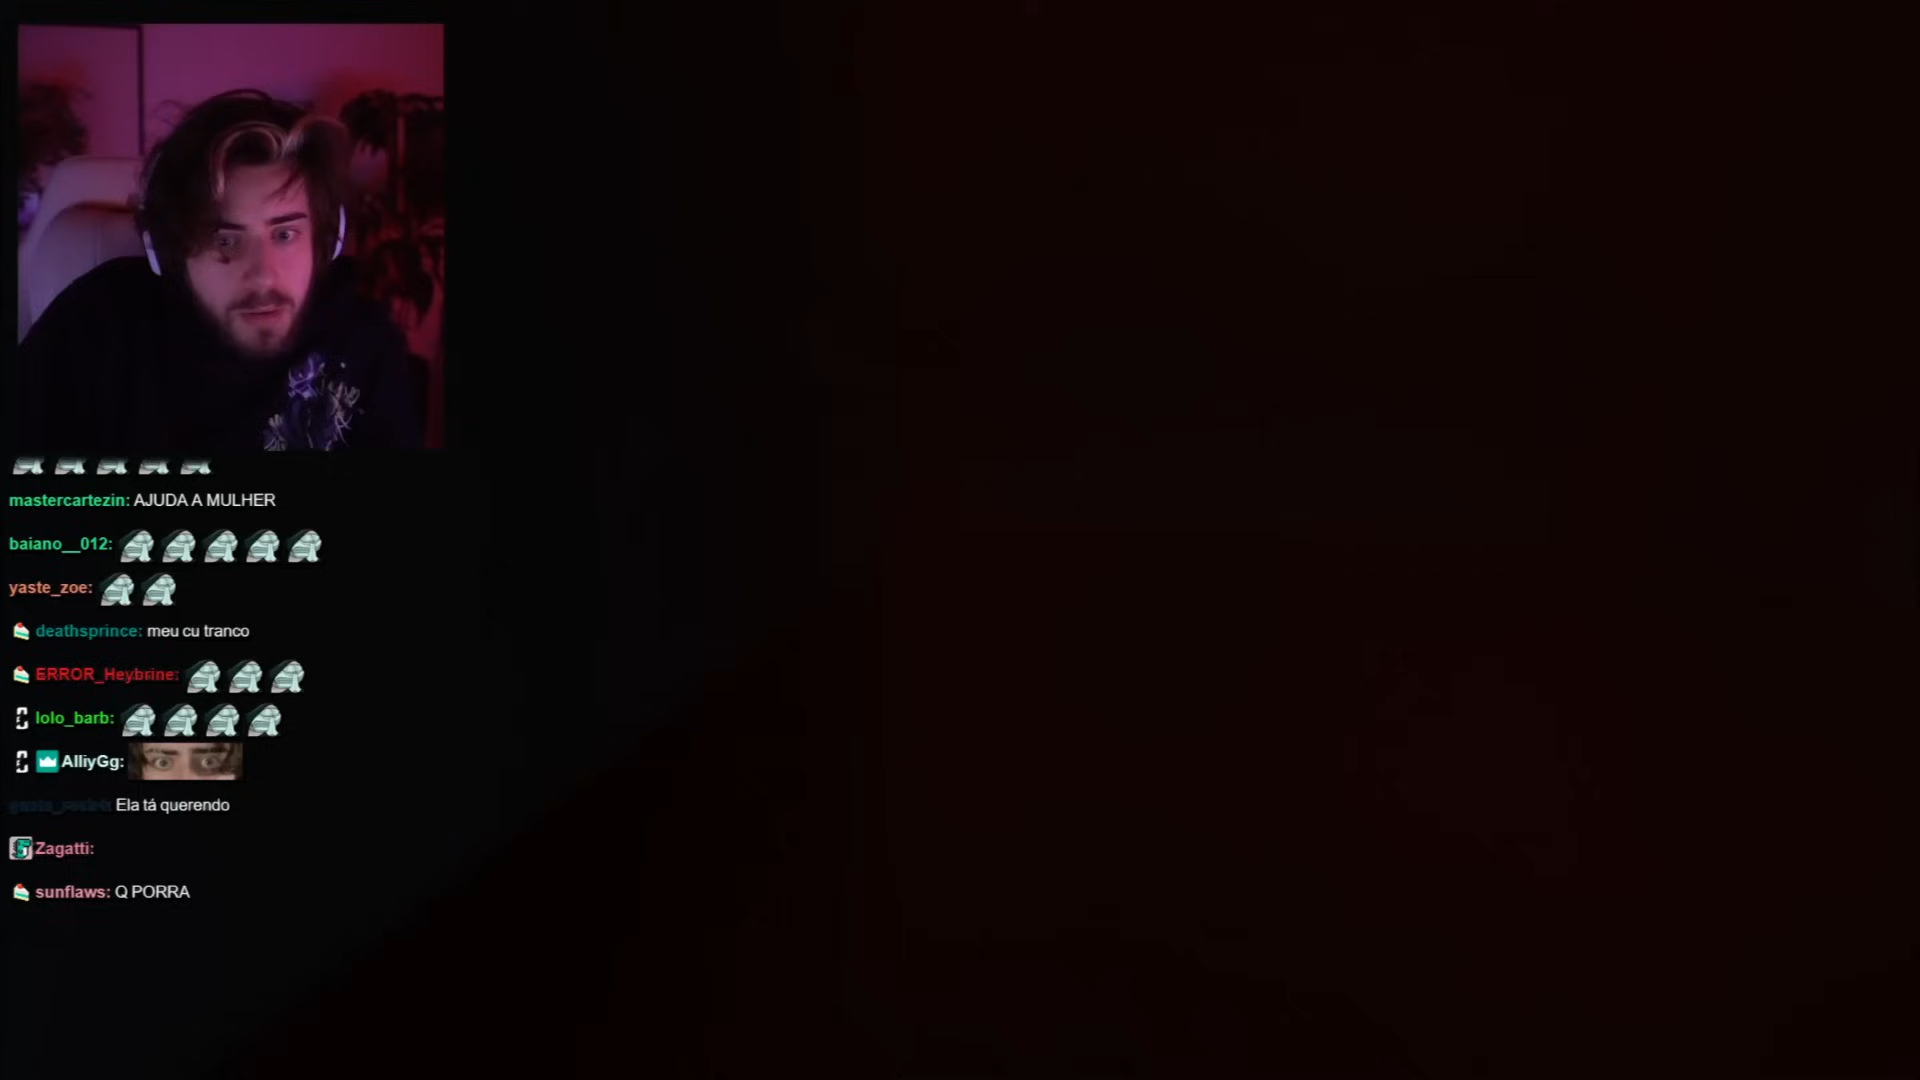 mastercartezin: AJUDA A MULHER
baiano__012:
yaste_zoe:
deathsprince: meu cu tranco
ERROR_Heybrine:
lolo_barb:
AlliyGg:
Ela tá querendo
Zagatti:
sunflaws: Q PORRA